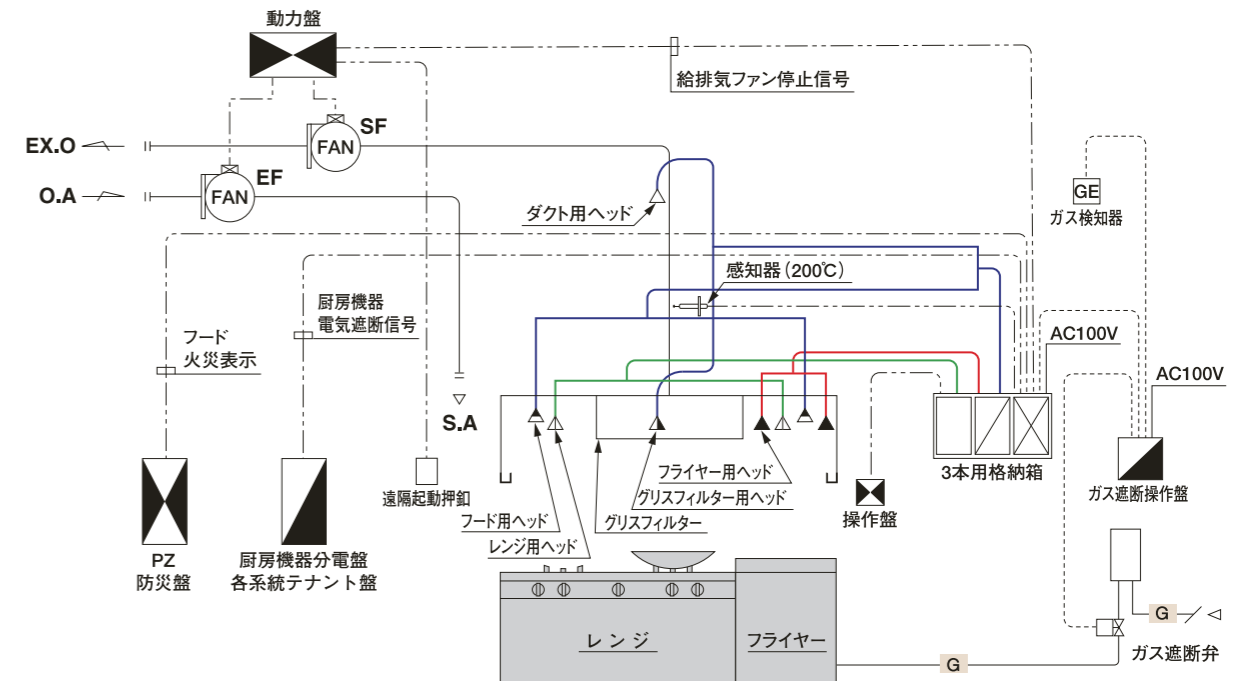 動力盤
給排気ファン停止信号
SF
FAN
EX.O
EF
FAN
O.A
GE
ガス検知器
ダクト用ヘッド
感知器（200℃）
厨房機器
電気遮断信号
フード
火災表示
AC100V
AC100V
S.A
3本用格納箱
ガス遮断操作盤
遠隔起動押釦
フライヤー用ヘッド
グリスフィルター用ヘッド
操作盤
フード用ヘッド
グリスフィルター
レンジ用ヘッド
PZ
防災盤
厨房機器分電盤
各系統テナント盤
G
レンジ
フライヤー
ガス遮断弁
G